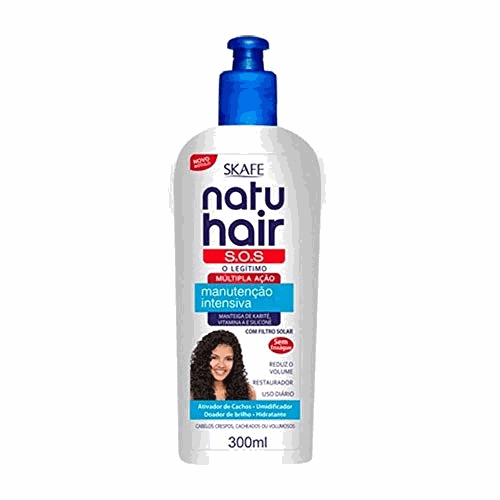 NOVO
SKAFE
natu
hair
S.O.S
O LEGÍTIMO
MÚLTIPLA AÇÃO
manutenção
intensiva
MANTEIGA DE KARITÉ,
VITAMINA A E SILICONE
COM FILTRO SOLAR
Sem
Enxágue
REDUZ O
VOLUME
RESTAURADOR
USO DIÁRIO
Ativador de Cachos • Umidificador
Doador de brilho • Hidratante
CABELOS CRESPOS, CACHEADOS OU VOLUMOSOS
300ml